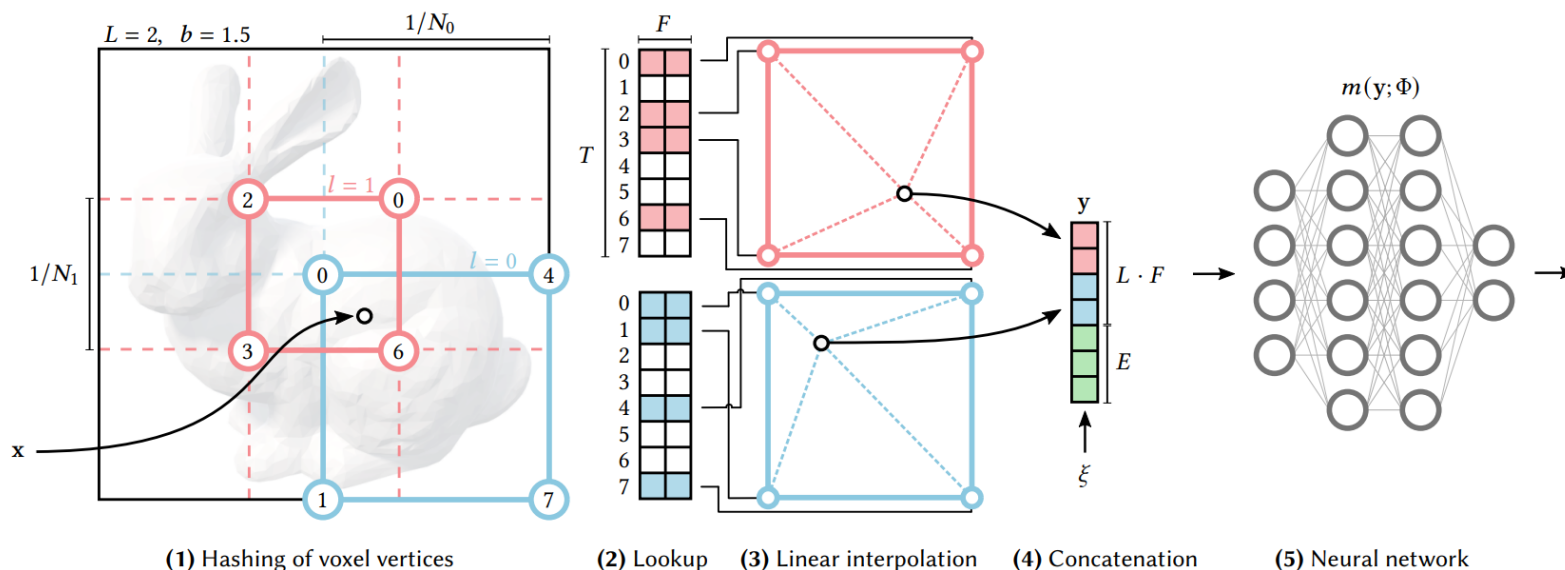 L = 2, b = 1.5
1/N₀
l = 1
2
0
1/N₁
0
l = 0
4
3
6
x
1
7
F
T
0
1
2
3
4
5
6
7
0
1
2
3
4
5
6
7
y
L · F
E
ξ
m(y; Φ)
(1) Hashing of voxel vertices
(2) Lookup
(3) Linear interpolation
(4) Concatenation
(5) Neural network